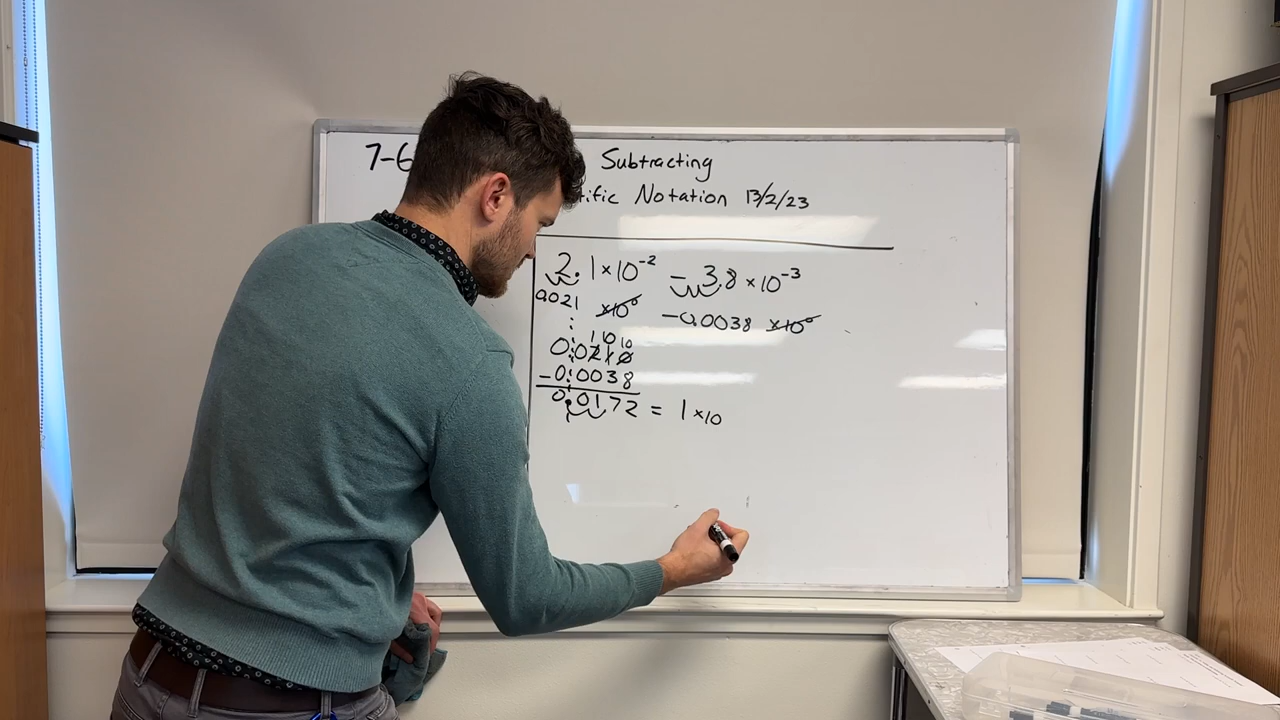 7-6 Subtracting
tific Notation 13/2/23
2.1×10⁻² - 3.8×10⁻³
0.021 ×10⁰ -0.0038 ×10⁰
1 10 10
0.0210
-0.0038
0.0172 = 1 ×10